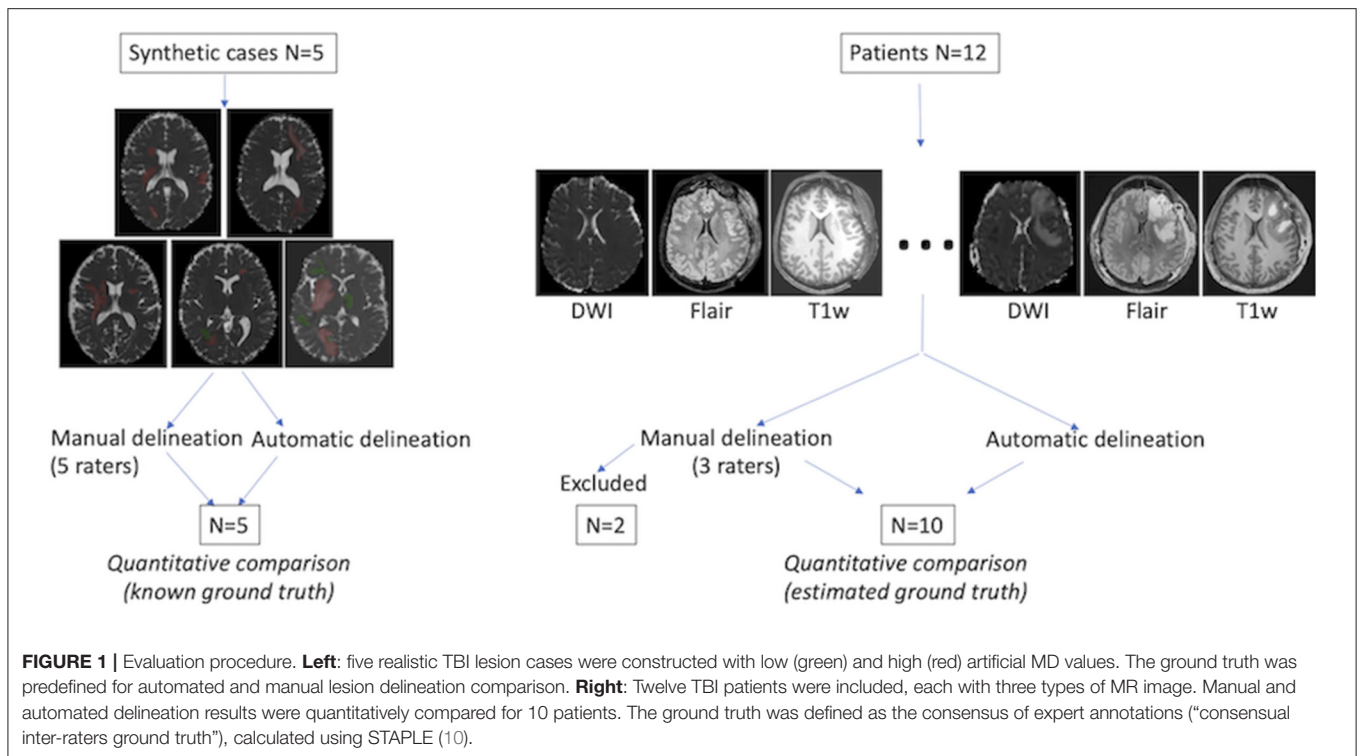 Synthetic cases N=5
Patients N=12
DWI
Flair
T1w
DWI
Flair
T1w
Manual delineation
(5 raters)
Automatic delineation
N=5
Quantitative comparison
(known ground truth)
Manual delineation
(3 raters)
Automatic delineation
Excluded
N=2
N=10
Quantitative comparison
(estimated ground truth)
FIGURE 1 | Evaluation procedure. Left: five realistic TBI lesion cases were constructed with low (green) and high (red) artificial MD values. The ground truth was
predefined for automated and manual lesion delineation comparison. Right: Twelve TBI patients were included, each with three types of MR image. Manual and
automated delineation results were quantitatively compared for 10 patients. The ground truth was defined as the consensus of expert annotations (“consensual
inter-raters ground truth”), calculated using STAPLE (10).